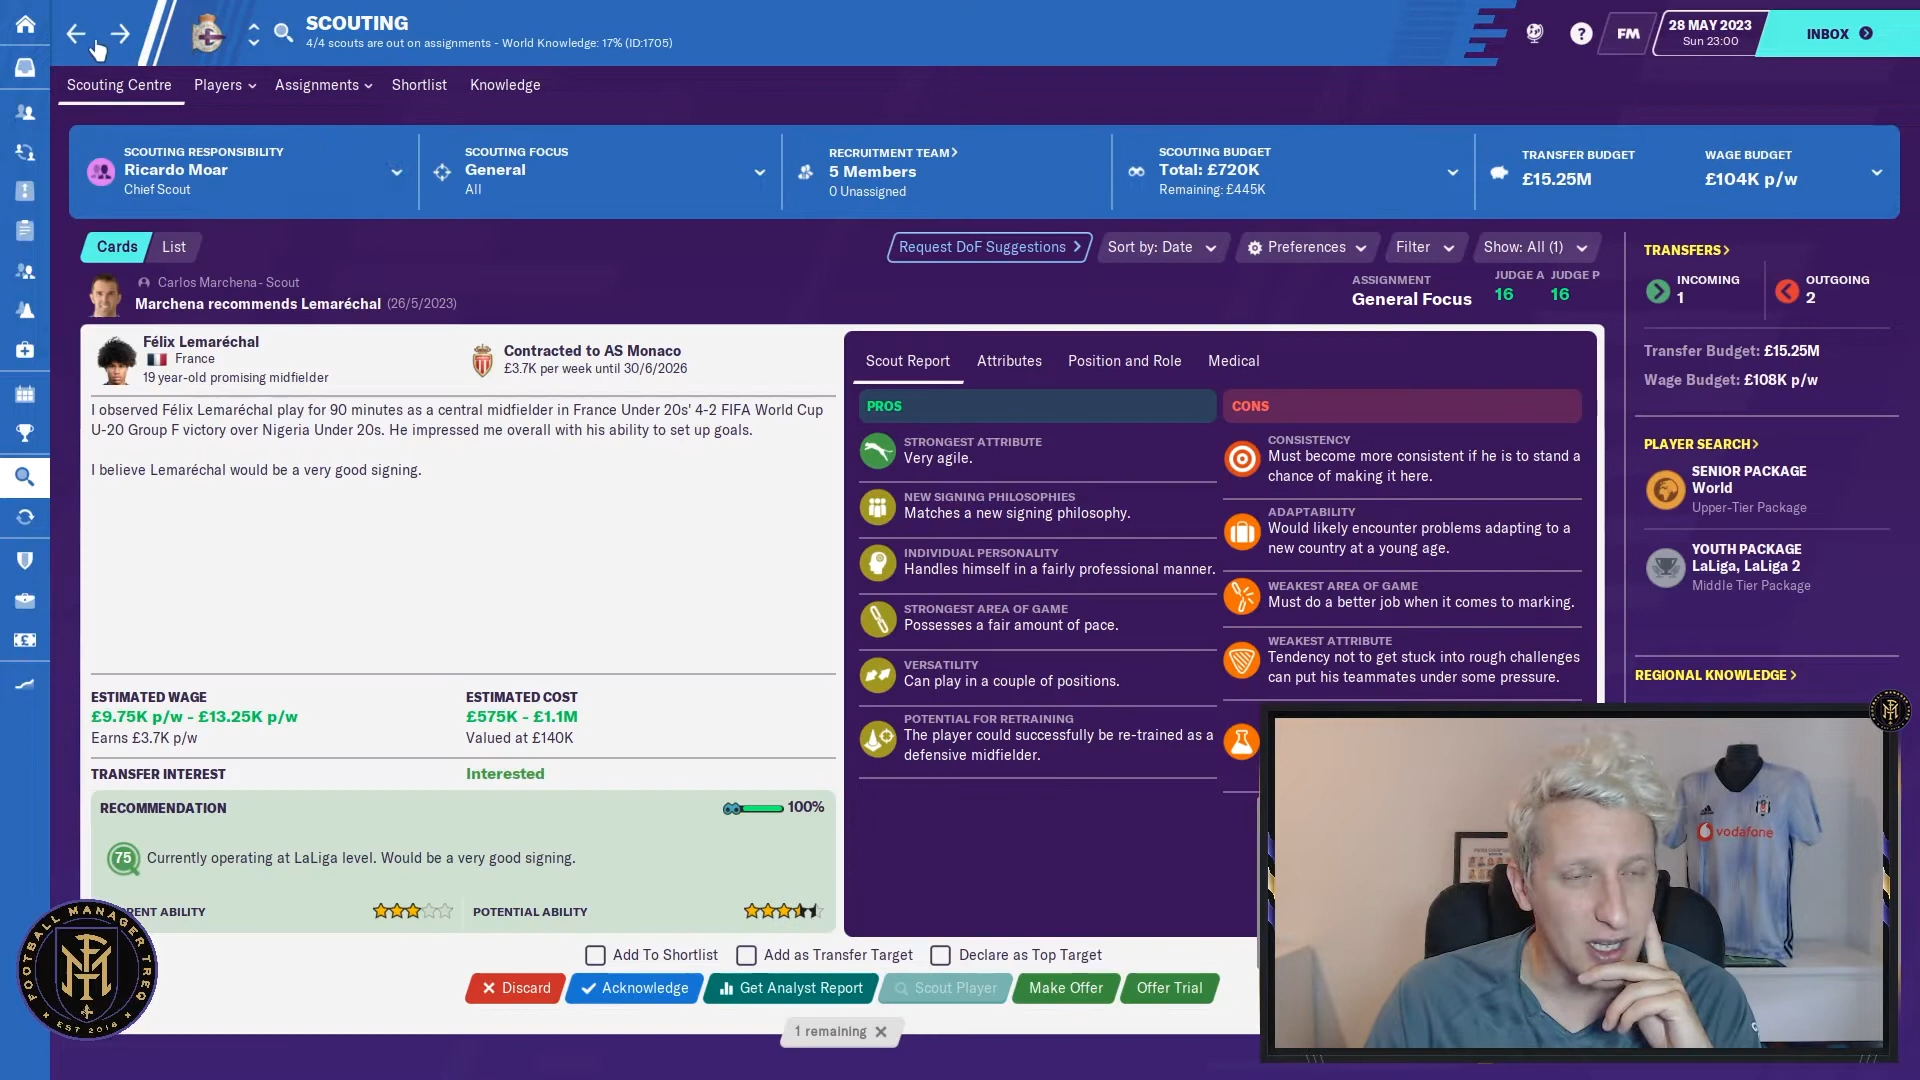 SCOUTING
4/4 scouts are out on assignments - World Knowledge: 17% (ID:1705)
FM
28 MAY 2023
Sun 23:00
INBOX
Scouting Centre
Players
Assignments
Shortlist
Knowledge
SCOUTING RESPONSIBILITY
Ricardo Moar
Chief Scout
SCOUTING FOCUS
General
All
RECRUITMENT TEAM
5 Members
0 Unassigned
SCOUTING BUDGET
Total: £720K
Remaining: £445K
TRANSFER BUDGET
£15.25M
WAGE BUDGET
£104K p/w
Cards
List
Request DoF Suggestions
Sort by: Date
Preferences
Filter
Show: All (1)
Carlos Marchena - Scout
Marchena recommends Lemaréchal (26/5/2023)
ASSIGNMENT
General Focus
JUDGE A
16
JUDGE P
16
Félix Lemaréchal
France
19 year-old promising midfielder
Contracted to AS Monaco
£3.7K per week until 30/6/2026
I observed Félix Lemaréchal play for 90 minutes as a central midfielder in France Under 20s' 4-2 FIFA World Cup
U-20 Group F victory over Nigeria Under 20s. He impressed me overall with his ability to set up goals.
I believe Lemaréchal would be a very good signing.
ESTIMATED WAGE
£9.75K p/w - £13.25K p/w
Earns £3.7K p/w
ESTIMATED COST
£575K - £1.1M
Valued at £140K
TRANSFER INTEREST
Interested
RECOMMENDATION
100%
75
Currently operating at LaLiga level. Would be a very good signing.
RENT ABILITY
POTENTIAL ABILITY
Scout Report
Attributes
Position and Role
Medical
PROS
STRONGEST ATTRIBUTE
Very agile.
NEW SIGNING PHILOSOPHIES
Matches a new signing philosophy.
INDIVIDUAL PERSONALITY
Handles himself in a fairly professional manner.
STRONGEST AREA OF GAME
Possesses a fair amount of pace.
VERSATILITY
Can play in a couple of positions.
POTENTIAL FOR RETRAINING
The player could successfully be re-trained as a
defensive midfielder.
CONS
CONSISTENCY
Must become more consistent if he is to stand a
chance of making it here.
ADAPTABILITY
Would likely encounter problems adapting to a
new country at a young age.
WEAKEST AREA OF GAME
Must do a better job when it comes to marking.
WEAKEST ATTRIBUTE
Tendency not to get stuck into rough challenges
can put his teammates under some pressure.
Add To Shortlist
Add as Transfer Target
Declare as Top Target
Discard
Acknowledge
Get Analyst Report
Scout Player
Make Offer
Offer Trial
1 remaining
TRANSFERS
INCOMING
1
OUTGOING
2
Transfer Budget: £15.25M
Wage Budget: £108K p/w
PLAYER SEARCH
SENIOR PACKAGE
World
Upper-Tier Package
YOUTH PACKAGE
LaLiga, LaLiga 2
Middle Tier Package
REGIONAL KNOWLEDGE
vodafone
FOOTBALL MANAGER TREQ
EST 2018